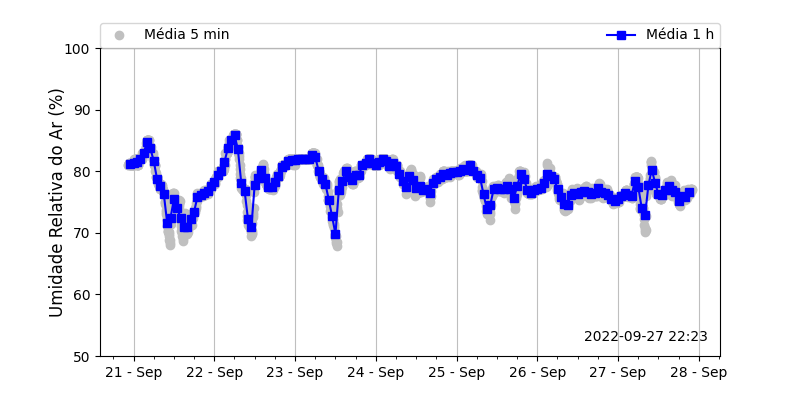 Média 5 min
Média 1 h
Umidade Relativa do Ar (%)
100
90
80
70
60
50
2022-09-27 22:23
21 - Sep
22 - Sep
23 - Sep
24 - Sep
25 - Sep
26 - Sep
27 - Sep
28 - Sep